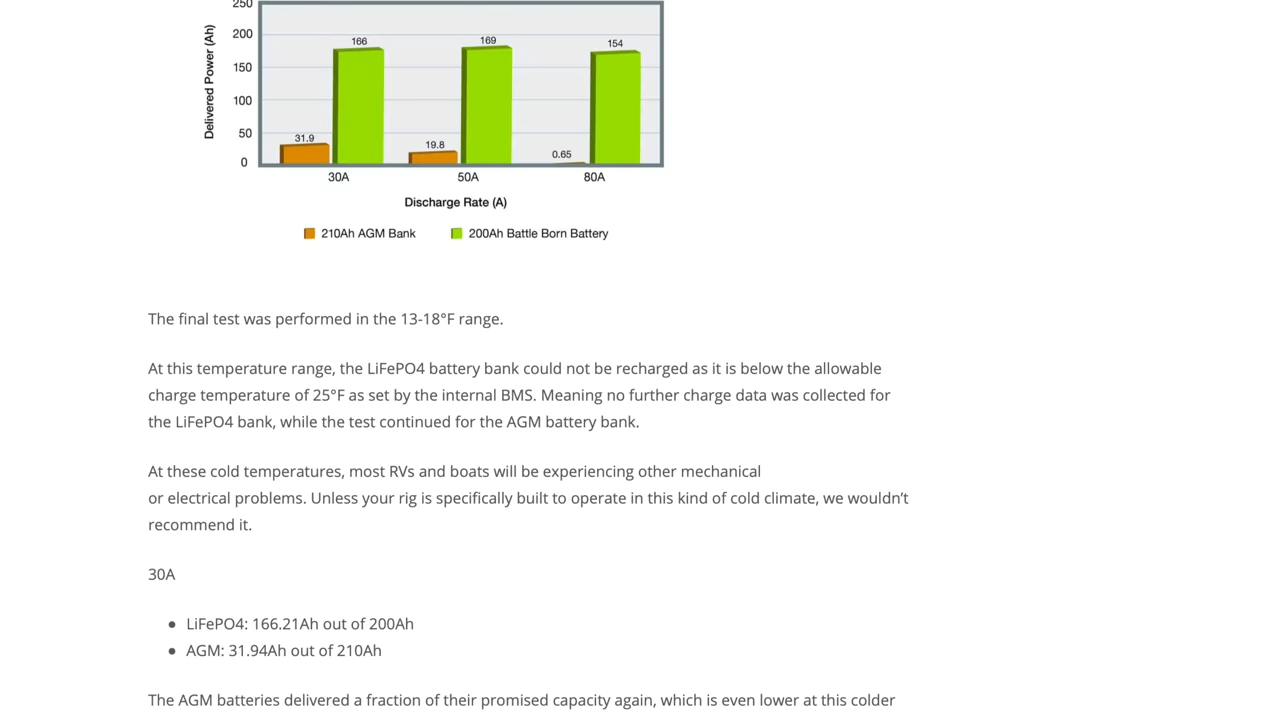 250
200
150
100
50
0
Delivered Power (Ah)
31.9
166
19.8
169
0.65
154
30A
50A
80A
Discharge Rate (A)
210Ah AGM Bank
200Ah Battle Born Battery
The final test was performed in the 13-18°F range.
At this temperature range, the LiFePO4 battery bank could not be recharged as it is below the allowable
charge temperature of 25°F as set by the internal BMS. Meaning no further charge data was collected for
the LiFePO4 bank, while the test continued for the AGM battery bank.
At these cold temperatures, most RVs and boats will be experiencing other mechanical
or electrical problems. Unless your rig is specifically built to operate in this kind of cold climate, we wouldn’t
recommend it.
30A
● LiFePO4: 166.21Ah out of 200Ah
● AGM: 31.94Ah out of 210Ah
The AGM batteries delivered a fraction of their promised capacity again, which is even lower at this colder